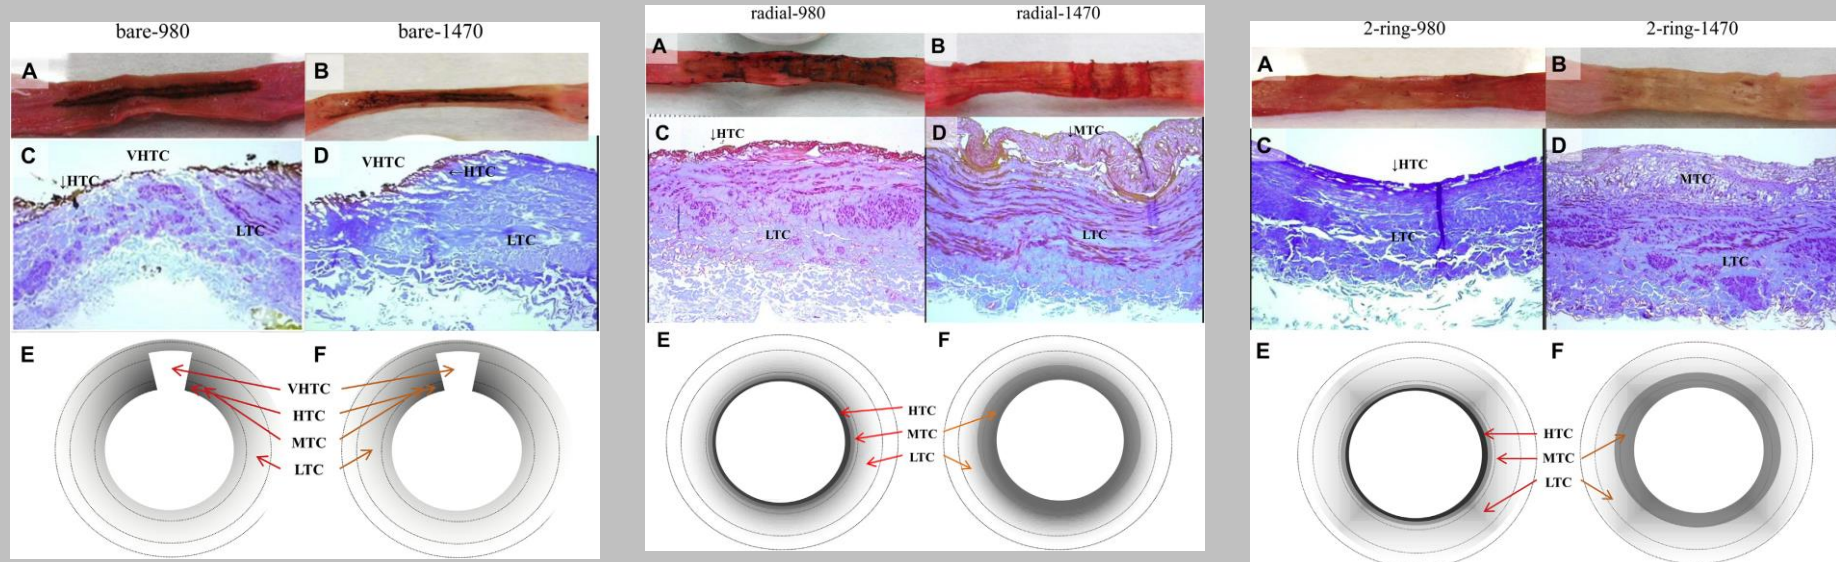 bare-980
bare-1470
A
B
C
VHTC
↓HTC
LTC
D
VHTC
←HTC
LTC
E
F
VHTC
HTC
MTC
LTC
radial-980
radial-1470
A
B
C
↓HTC
LTC
D
↓MTC
LTC
E
F
HTC
MTC
LTC
2-ring-980
2-ring-1470
A
B
C
↓HTC
LTC
D
MTC
LTC
E
F
HTC
MTC
LTC